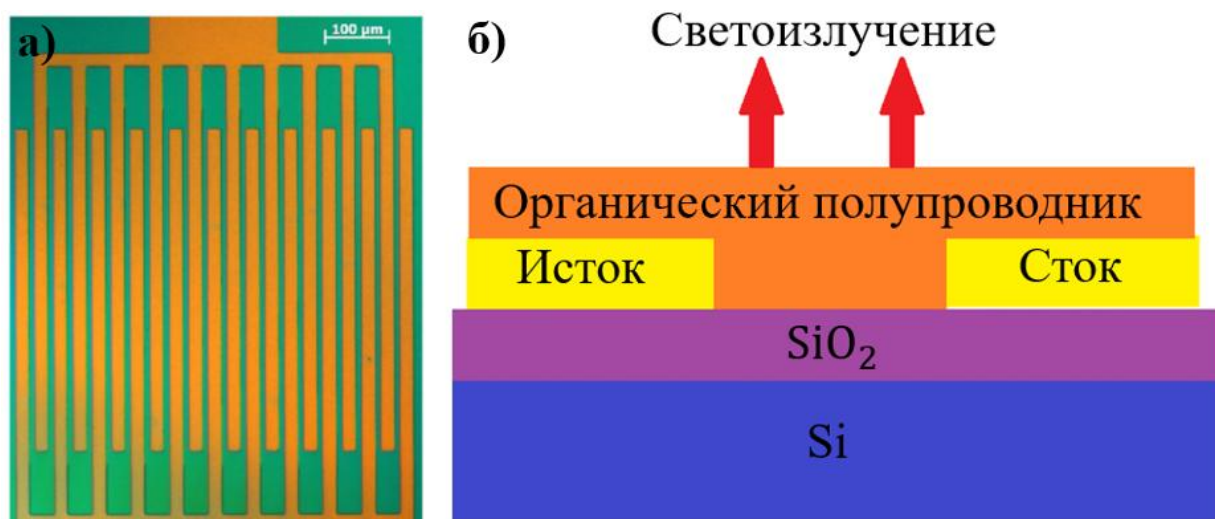 а)
100 µm
б)
Светоизлучение
Органический полупроводник
Исток
Сток
SiO₂
Si